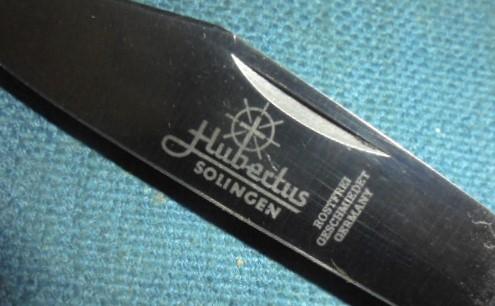 Hubertus
SOLINGEN
ROSTFREI
GESCHMIEDET
GERMANY